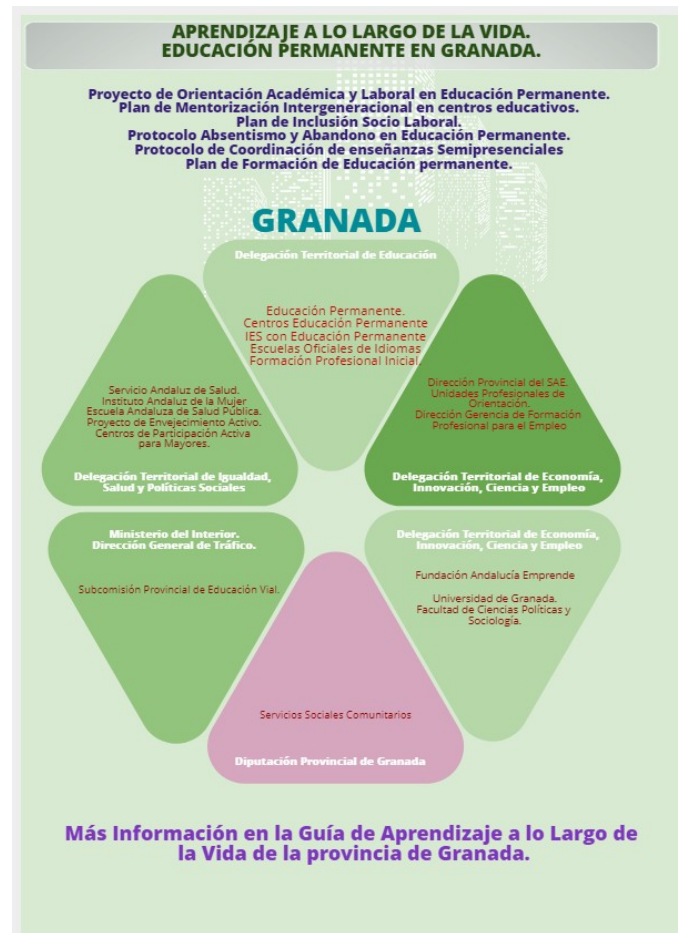 APRENDIZAJE A LO LARGO DE LA VIDA.
EDUCACIÓN PERMANENTE EN GRANADA.
Proyecto de Orientación Académica y Laboral en Educación Permanente.
Plan de Mentorización Intergeneracional en centros educativos.
Plan de Inclusión Socio Laboral.
Protocolo Absentismo y Abandono en Educación Permanente.
Protocolo de Coordinación de enseñanzas Semipresenciales
Plan de Formación de Educación permanente.
GRANADA
Delegación Territorial de Educación
Educación Permanente.
Centros Educación Permanente
IES con Educación Permanente
Escuelas Oficiales de Idiomas
Formación Profesional Inicial.
Servicio Andaluz de Salud.
Instituto Andaluz de la Mujer
Escuela Andaluza de Salud Pública.
Proyecto de Envejecimiento Activo.
Centros de Participación Activa
para Mayores.
Delegación Territorial de Igualdad,
Salud y Políticas Sociales
Dirección Provincial del SAE.
Unidades Profesionales de
Orientación.
Dirección Gerencia de Formación
Profesional para el Empleo
Delegación Territorial de Economía,
Innovación, Ciencia y Empleo
Ministerio del Interior.
Dirección General de Tráfico.
Subcomisión Provincial de Educación Vial.
Delegación Territorial de Economía,
Innovación, Ciencia y Empleo
Fundación Andalucía Emprende
Universidad de Granada.
Facultad de Ciencias Políticas y
Sociología.
Servicios Sociales Comunitarios
Diputación Provincial de Granada
Más Información en la Guía de Aprendizaje a lo Largo de
la Vida de la provincia de Granada.